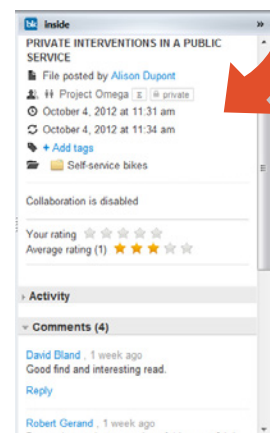 bk inside »
PRIVATE INTERVENTIONS IN A PUBLIC
SERVICE
File posted by Alison Dupont
Project Omega Σ private
October 4, 2012 at 11:31 am
October 4, 2012 at 11:34 am
+ Add tags
Self-service bikes
Collaboration is disabled
Your rating
Average rating (1)
Activity
Comments (4)
David Bland , 1 week ago
Good find and interesting read.
Reply
Robert Gerand , 1 week ago